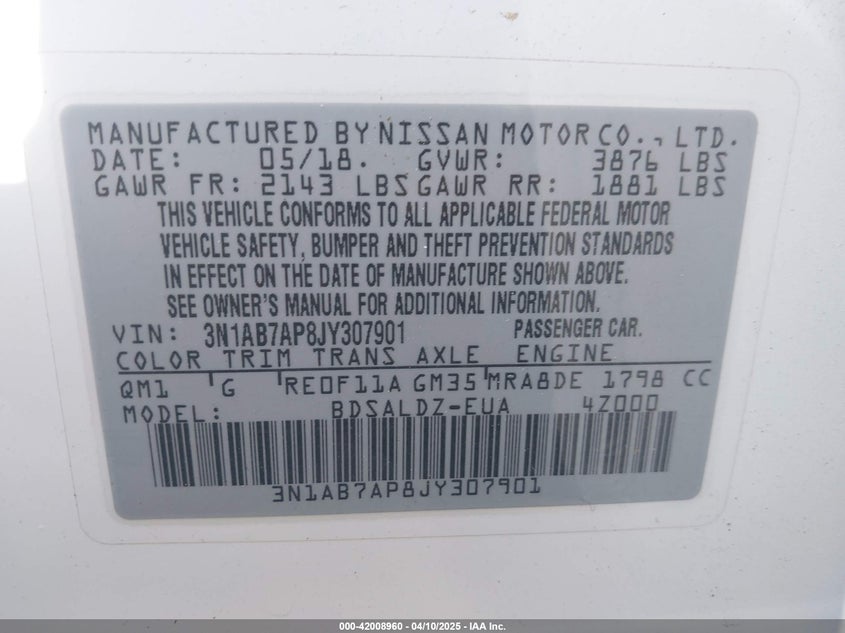 MANUFACTURED BY NISSAN MOTOR CO., LTD.
DATE: 05/18. GVWR: 3876 LBS
GAWR FR: 2143 LBS GAWR RR: 1881 LBS
THIS VEHICLE CONFORMS TO ALL APPLICABLE FEDERAL MOTOR
VEHICLE SAFETY, BUMPER AND THEFT PREVENTION STANDARDS
IN EFFECT ON THE DATE OF MANUFACTURE SHOWN ABOVE.
SEE OWNER'S MANUAL FOR ADDITIONAL INFORMATION.
VIN: 3N1AB7AP8JY307901 PASSENGER CAR.
COLOR TRIM TRANS AXLE ENGINE
QM1 G RE0F11A GM35 MRA8DE 1798 CC
MODEL: BDSALDZ-EUA 4Z000
3N1AB7AP8JY307901
000-42008960 - 04/10/2025 - IAA Inc.